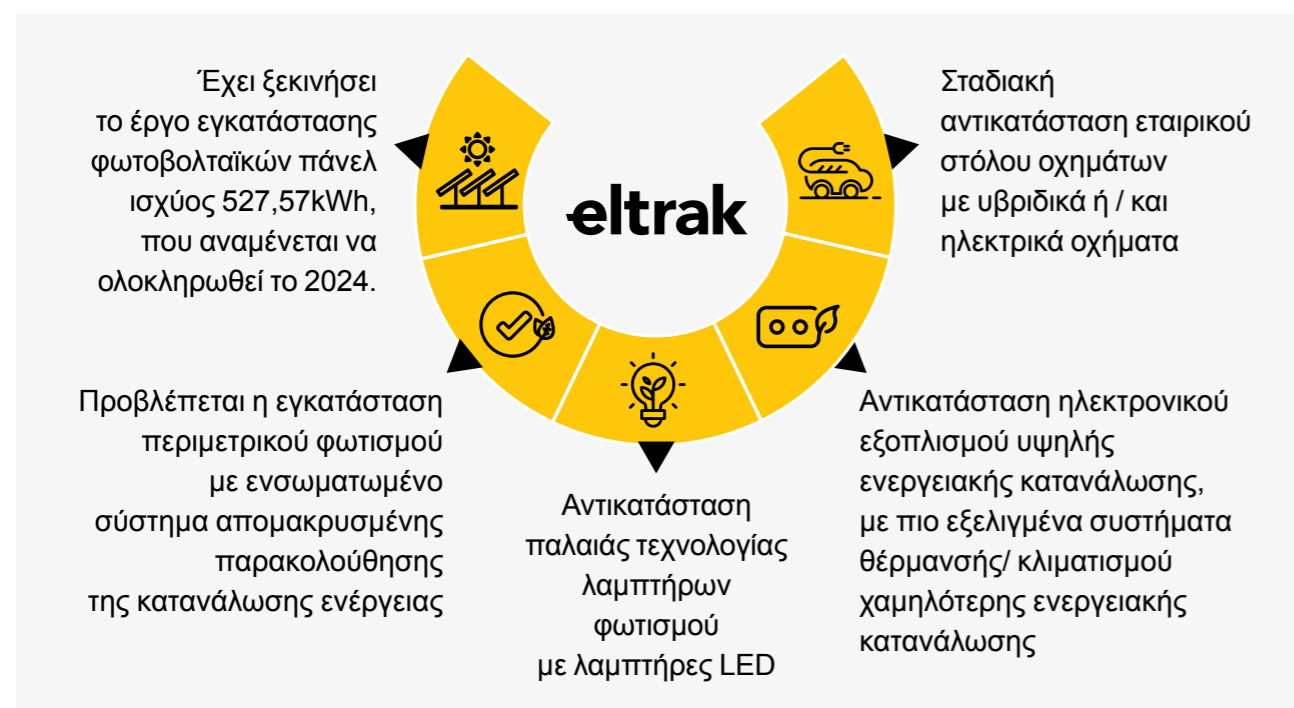 Έχει ξεκινήσει
το έργο εγκατάστασης
φωτοβολταϊκών πάνελ
ισχύος 527,57kWh,
που αναμένεται να
ολοκληρωθεί το 2024.
Προβλέπεται η εγκατάσταση
περιμετρικού φωτισμού
με ενσωματωμένο
σύστημα απομακρυσμένης
παρακολούθησης
της κατανάλωσης ενέργειας
eltrak
Αντικατάσταση
παλαιάς τεχνολογίας
λαμπτήρων
φωτισμού
με λαμπτήρες LED
Σταδιακή
αντικατάσταση εταιρικού
στόλου οχημάτων
με υβριδικά ή / και
ηλεκτρικά οχήματα
Αντικατάσταση ηλεκτρονικού
εξοπλισμού υψηλής
ενεργειακής κατανάλωσης,
με πιο εξελιγμένα συστήματα
θέρμανσής/ κλιματισμού
χαμηλότερης ενεργειακής
κατανάλωσης